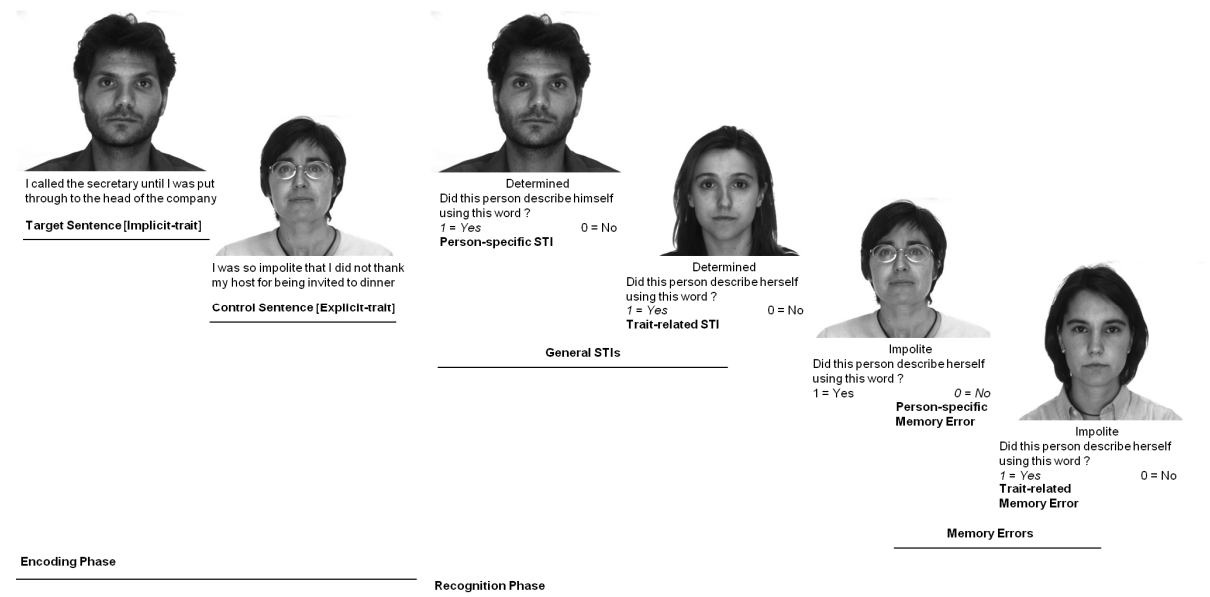 I called the secretary until I was put
through to the head of the company
Target Sentence [Implicit-trait]
I was so impolite that I did not thank
my host for being invited to dinner
Control Sentence [Explicit-trait]
Encoding Phase
Determined
Did this person describe himself
using this word ?
1 = Yes 0 = No
Person-specific STI
Determined
Did this person describe herself
using this word ?
1 = Yes 0 = No
Trait-related STI
General STIs
Impolite
Did this person describe herself
using this word ?
1 = Yes 0 = No
Person-specific
Memory Error
Impolite
Did this person describe herself
using this word ?
1 = Yes 0 = No
Trait-related
Memory Error
Memory Errors
Recognition Phase